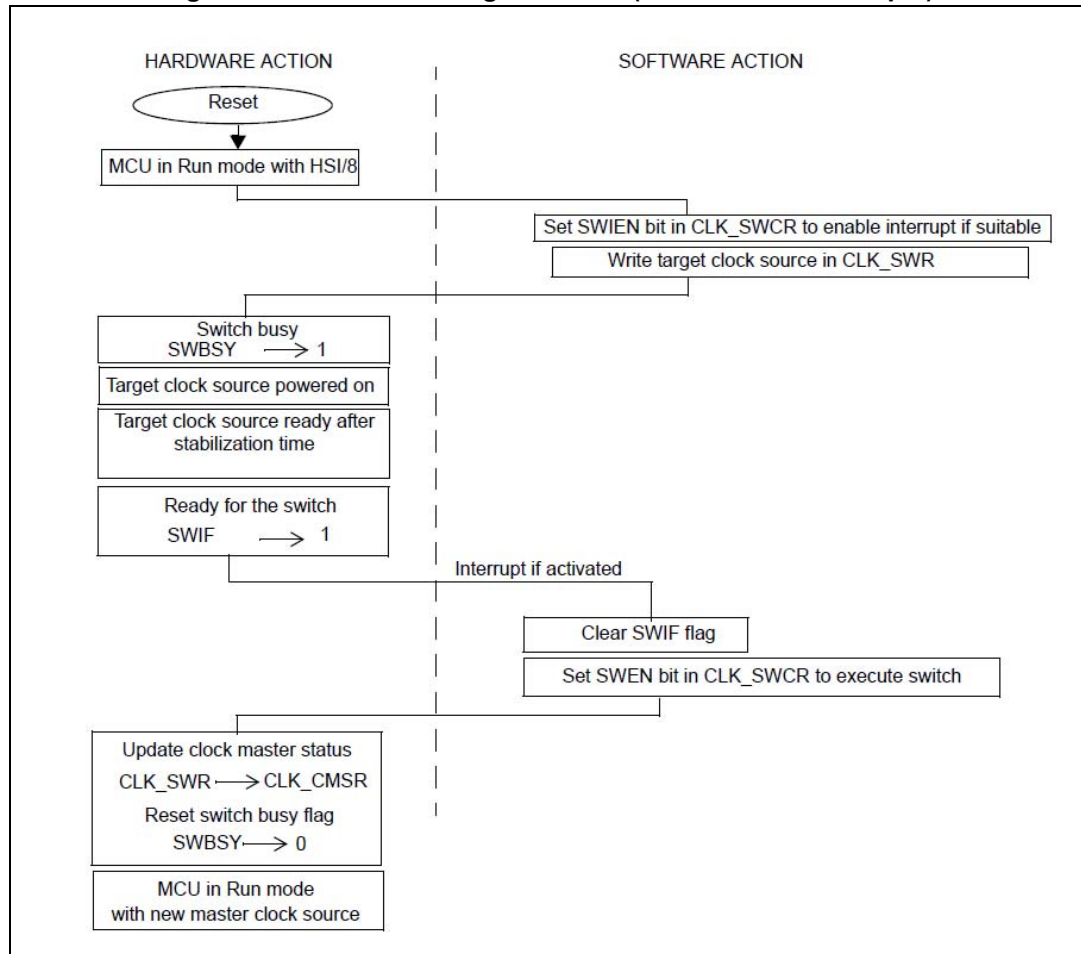 HARDWARE ACTION
SOFTWARE ACTION
Reset
MCU in Run mode with HSI/8
Set SWIEN bit in CLK_SWCR to enable interrupt if suitable
Write target clock source in CLK_SWR
Switch busy
SWBSY → 1
Target clock source powered on
Target clock source ready after
stabilization time
Ready for the switch
SWIF → 1
Interrupt if activated
Clear SWIF flag
Set SWEN bit in CLK_SWCR to execute switch
Update clock master status
CLK_SWR → CLK_CMSR
Reset switch busy flag
SWBSY → 0
MCU in Run mode
with new master clock source